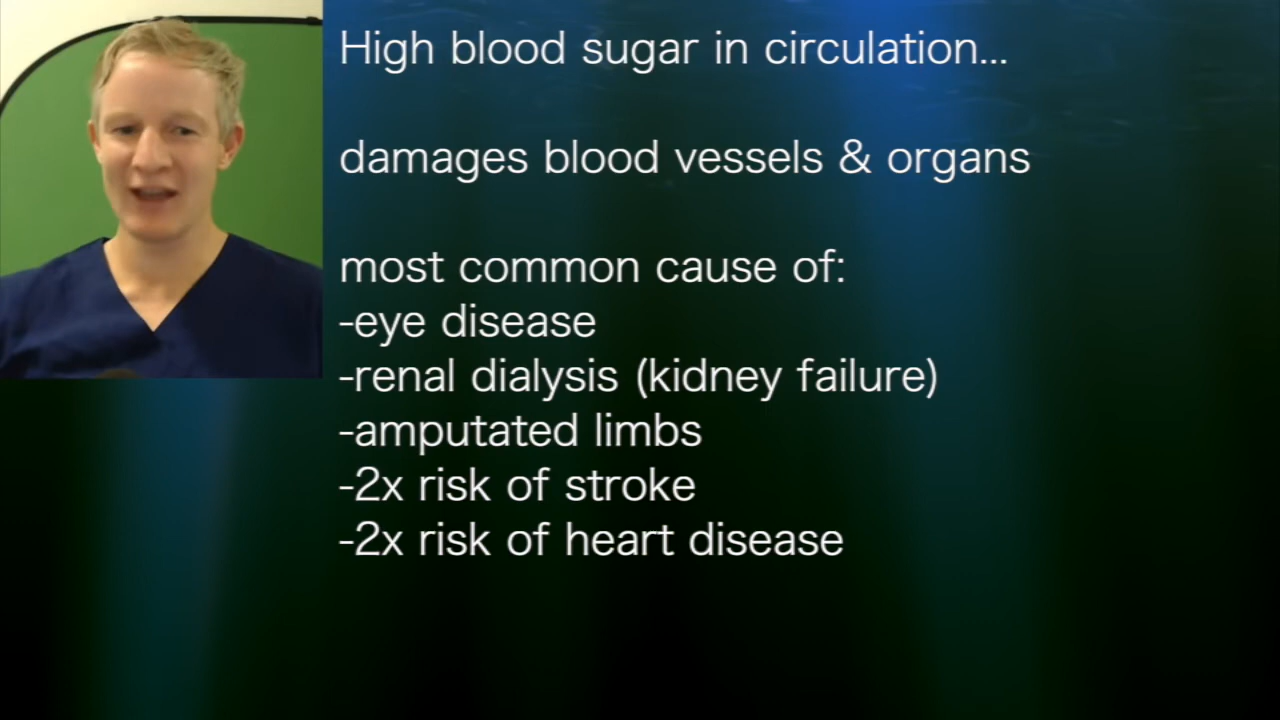 High blood sugar in circulation...
damages blood vessels & organs
most common cause of:
-eye disease
-renal dialysis (kidney failure)
-amputated limbs
-2x risk of stroke
-2x risk of heart disease